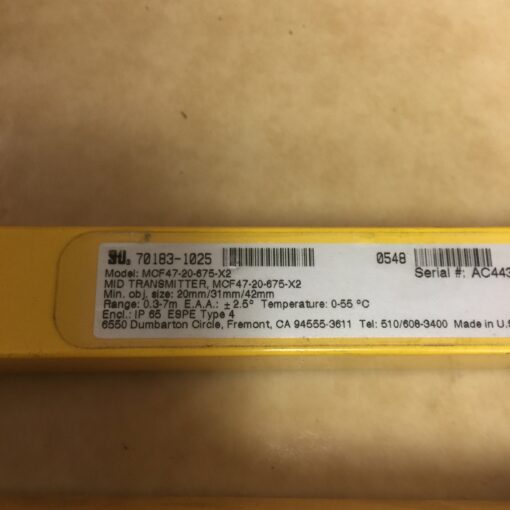 STI. 70183-1025 0548
Model: MCF47-20-675-X2 Serial #: AC443
MID TRANSMITTER, MCF47-20-675-X2
Min. obj. size: 20mm/31mm/42mm
Range: 0.3-7m E.A.A.: ± 2.5° Temperature: 0-55 °C
Encl.: IP 65 ESPE Type 4
6550 Dumbarton Circle, Fremont, CA 94555-3611 Tel: 510/608-3400 Made in U.S